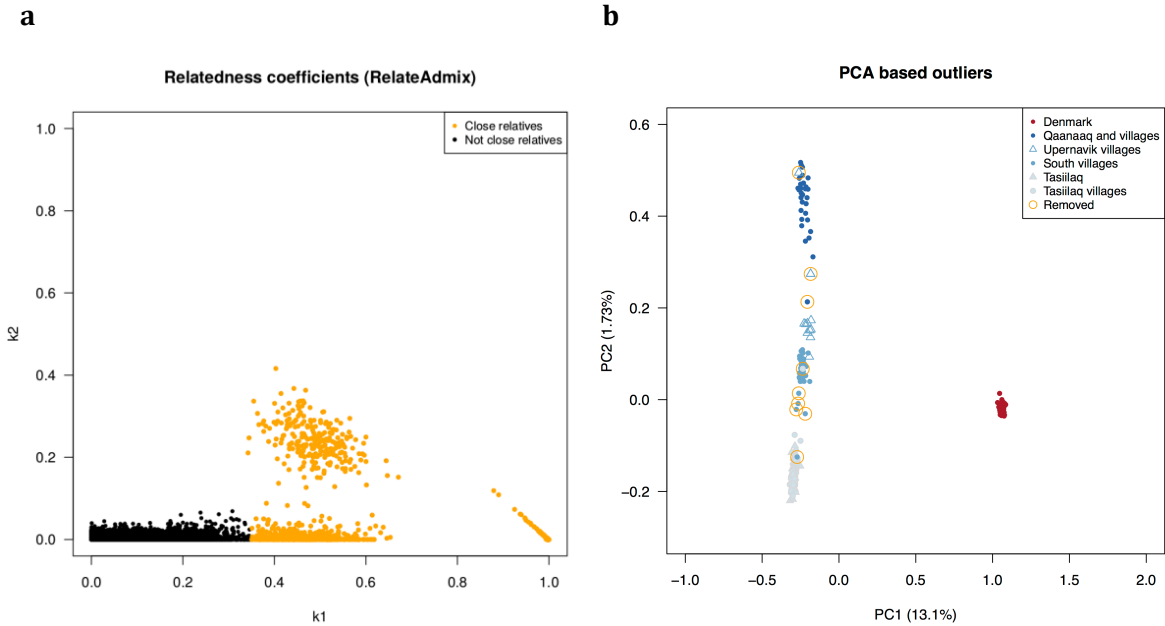 a
Relatedness coefficients (RelateAdmix)
Close relatives
Not close relatives
1.0
0.8
0.6
0.4
0.2
0.0
k2
0.0 0.2 0.4 0.6 0.8 1.0
k1
b
PCA based outliers
Denmark
Qaanaaq and villages
Upernavik villages
South villages
Tasiilaq
Tasiilaq villages
Removed
0.6
0.4
0.2
0.0
−0.2
PC2 (1.73%)
−1.0 −0.5 0.0 0.5 1.0 1.5 2.0
PC1 (13.1%)